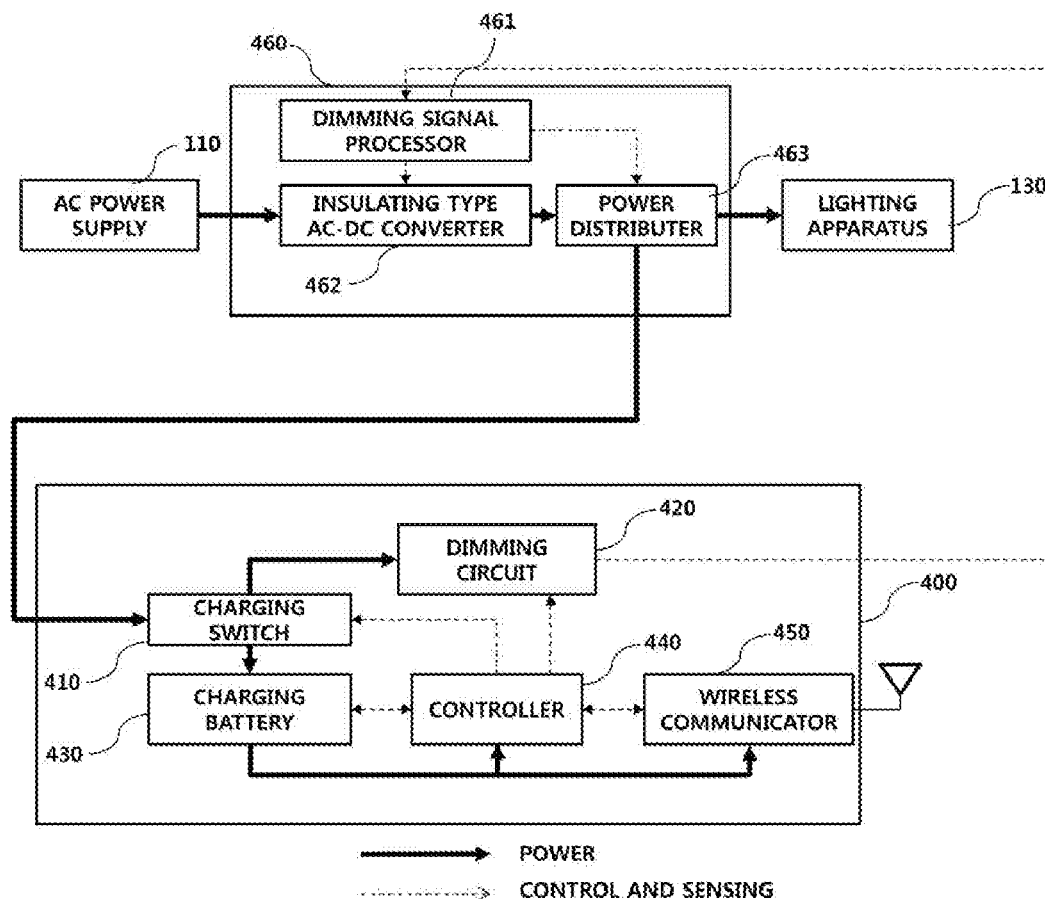 461
460
DIMMING SIGNAL
PROCESSOR
110
463
AC POWER
SUPPLY
INSULATING TYPE
AC-DC CONVERTER
POWER
DISTRIBUTER
LIGHTING
APPARATUS
130
462
420
DIMMING
CIRCUIT
400
CHARGING
SWITCH
440
450
410
CHARGING
BATTERY
CONTROLLER
WIRELESS
COMMUNICATOR
430
POWER
CONTROL AND SENSING